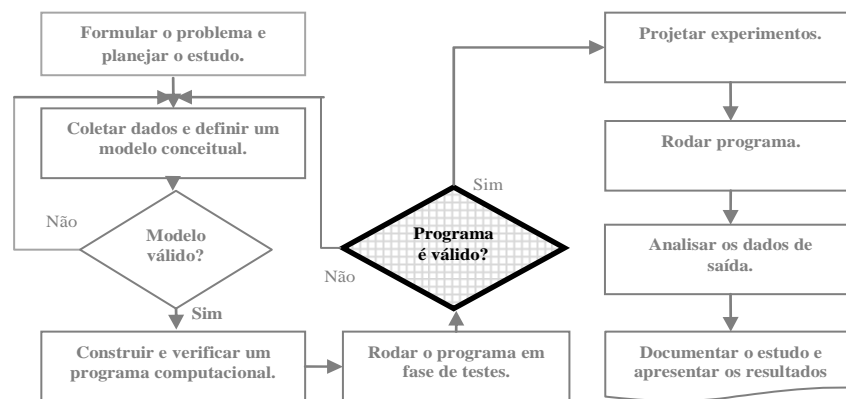 Formular o problema e
planejar o estudo.
Coletar dados e definir um
modelo conceitual.
Não
Modelo
válido?
Sim
Construir e verificar um
programa computacional.
Rodar o programa em
fase de testes.
Programa
é válido?
Não
Sim
Projetar experimentos.
Rodar programa.
Analisar os dados de
saída.
Documentar o estudo e
apresentar os resultados